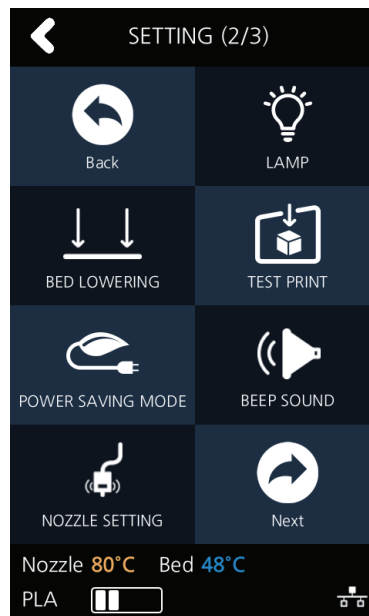 SETTING (2/3)
Back
LAMP
BED LOWERING
TEST PRINT
POWER SAVING MODE
BEEP SOUND
NOZZLE SETTING
Next
Nozzle 80°C Bed 48°C
PLA